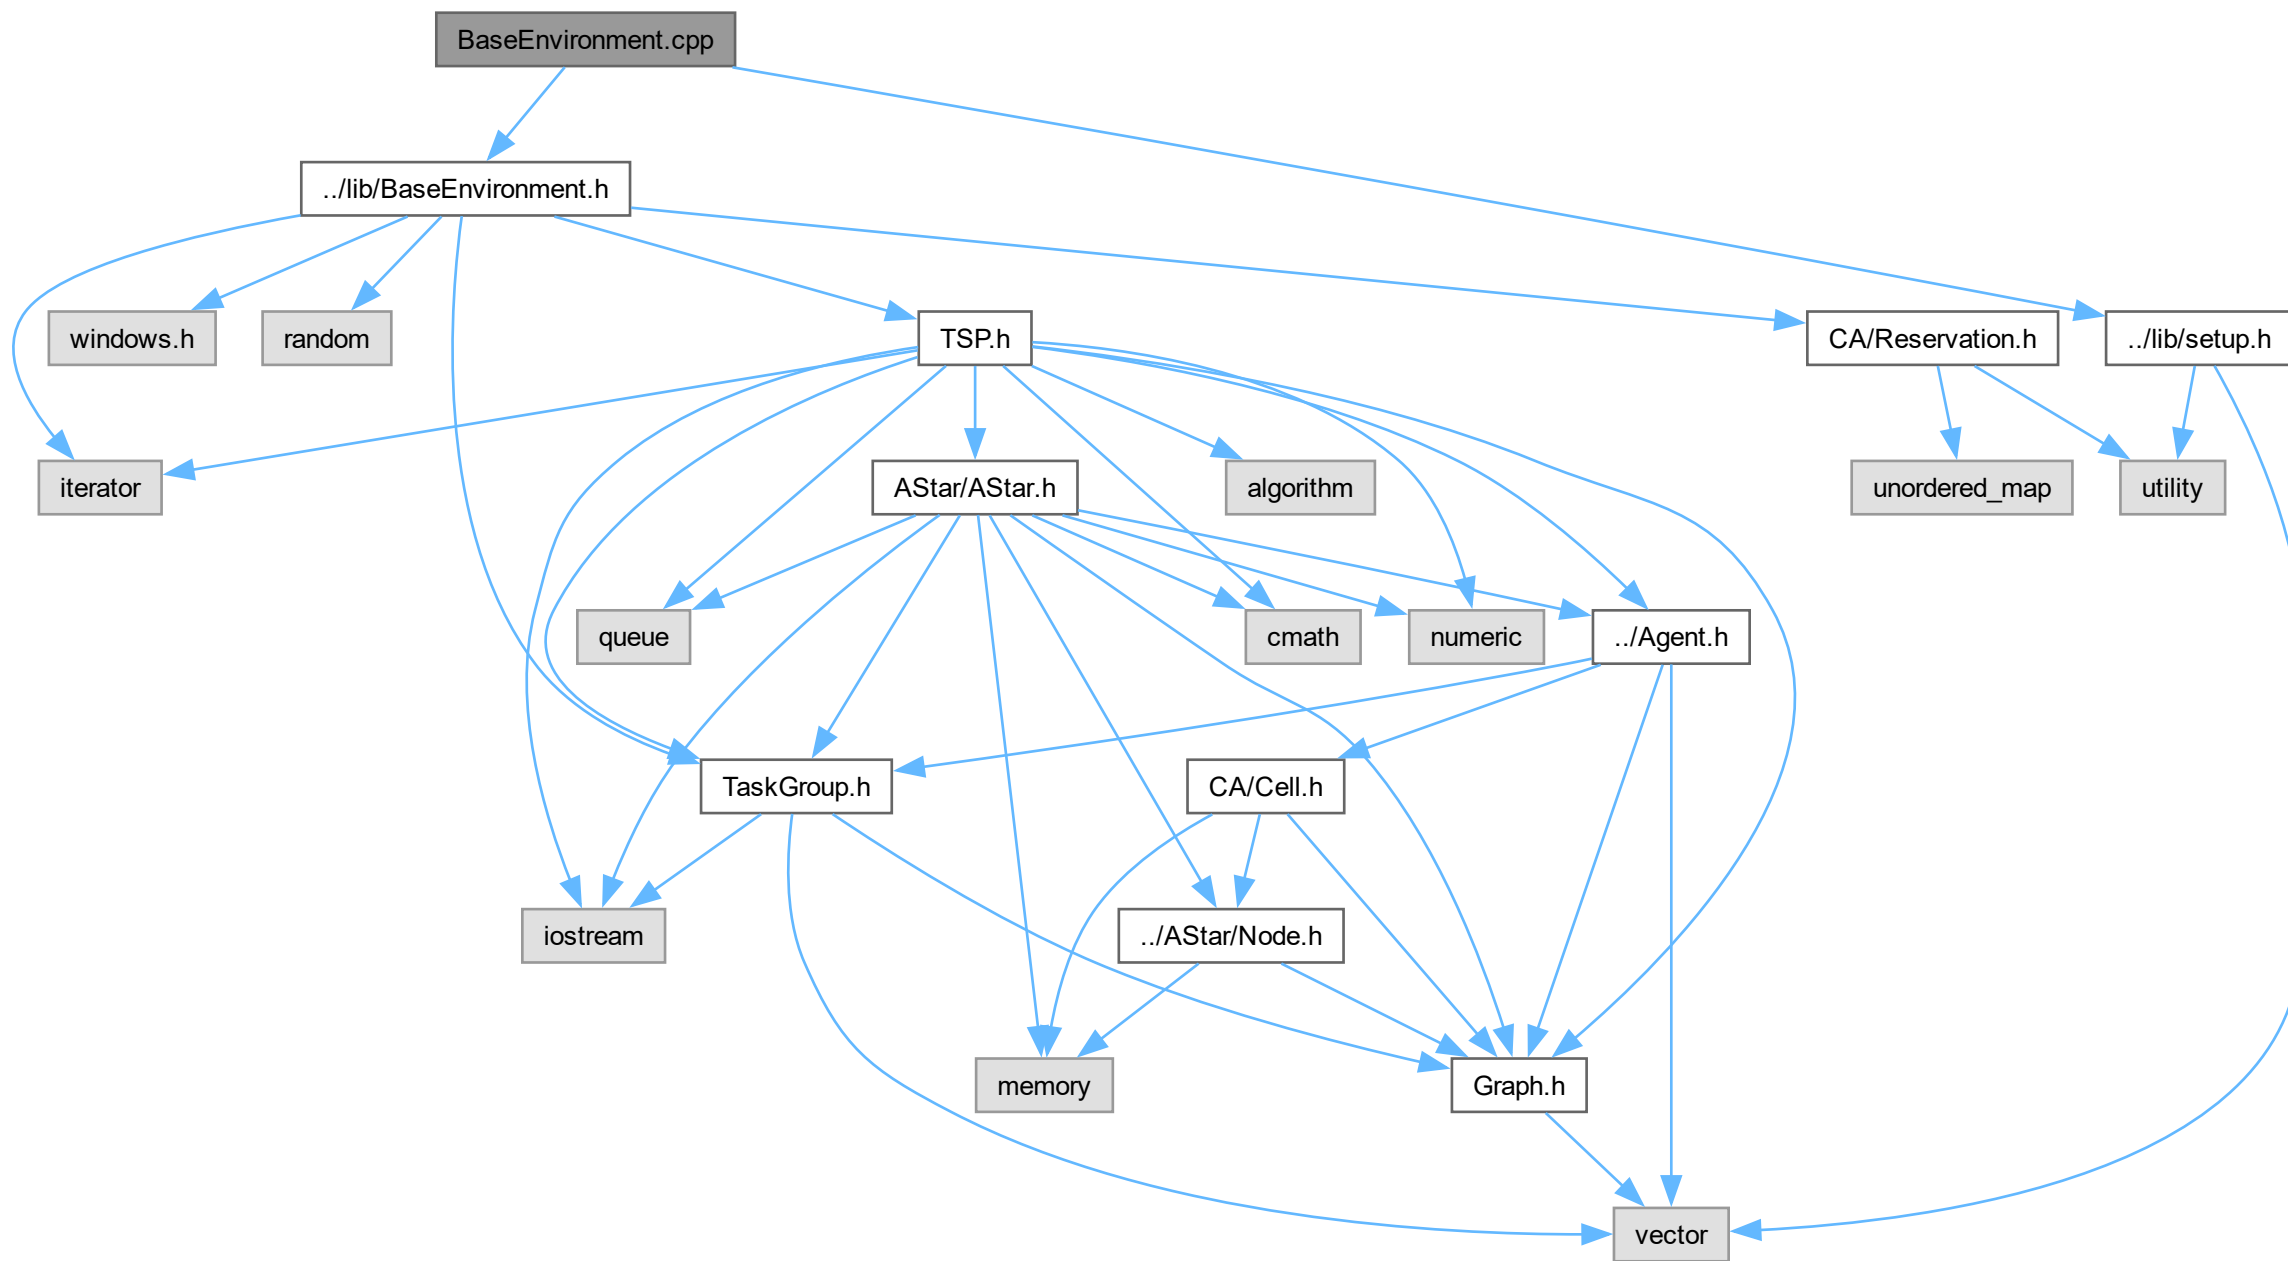 BaseEnvironment.cpp
../lib/BaseEnvironment.h
windows.h
random
TSP.h
CA/Reservation.h
../lib/setup.h
iterator
AStar/AStar.h
algorithm
unordered_map
utility
queue
cmath
numeric
../Agent.h
TaskGroup.h
CA/Cell.h
iostream
../AStar/Node.h
memory
Graph.h
vector